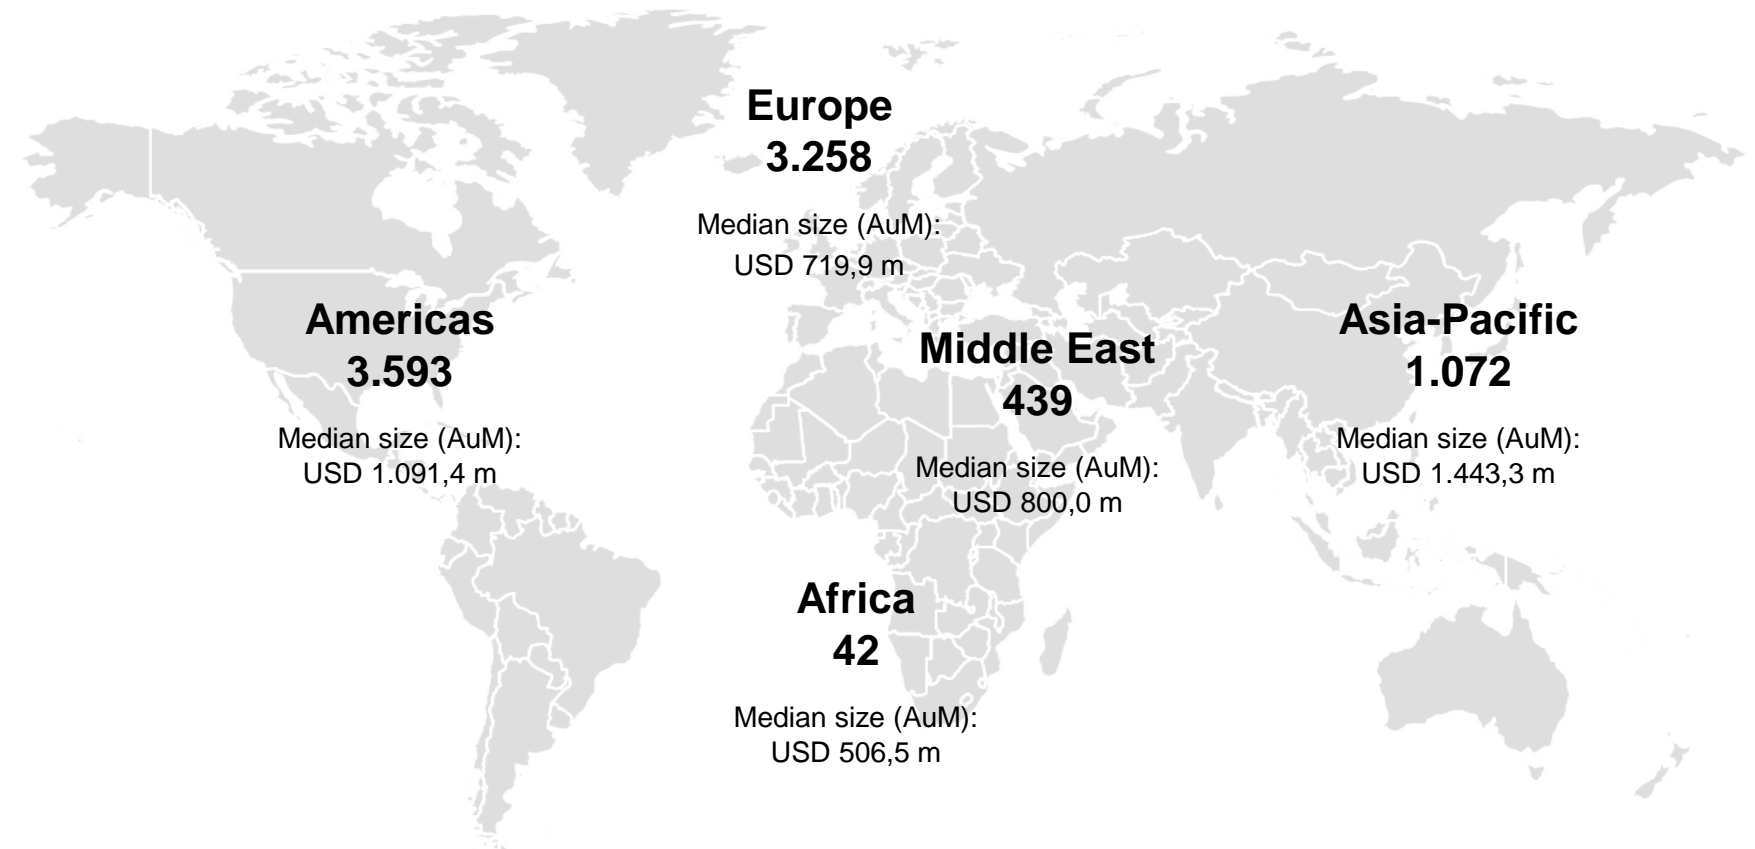 Europe
3.258
Median size (AuM):
USD 719,9 m
Americas
3.593
Median size (AuM):
USD 1.091,4 m
Middle East
439
Median size (AuM):
USD 800,0 m
Asia-Pacific
1.072
Median size (AuM):
USD 1.443,3 m
Africa
42
Median size (AuM):
USD 506,5 m